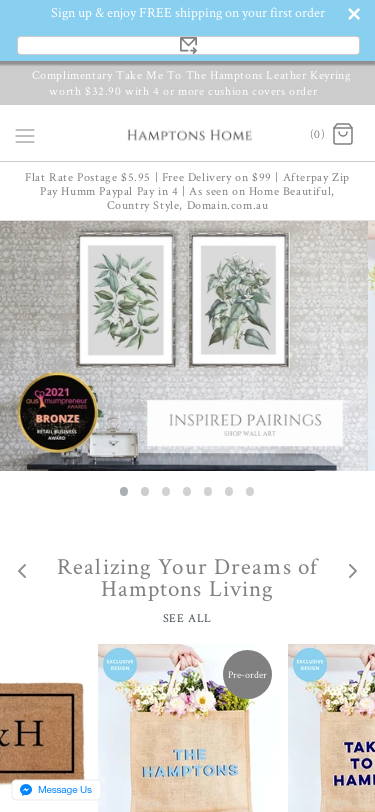 Sign up & enjoy FREE shipping on your first order
Complimentary Take Me To The Hamptons Leather Keyring
worth $32.90 with 4 or more cushion covers order
HAMPTONS HOME
(0)
Flat Rate Postage $5.95 | Free Delivery on $99 | Afterpay Zip
Pay Humm Paypal Pay in 4 | As seen on Home Beautiful,
Country Style, Domain.com.au
2021
ausmumpreneur
AWARDS
BRONZE
RETAIL BUSINESS
AWARD
INSPIRED PAIRINGS
SHOP WALL ART
Realizing Your Dreams of
Hamptons Living
SEE ALL
EXCLUSIVE
DESIGN
Pre-order
EXCLUSIVE
DESIGN
&H
THE
HAMPTONS
TAK
TO
HAM
Message Us